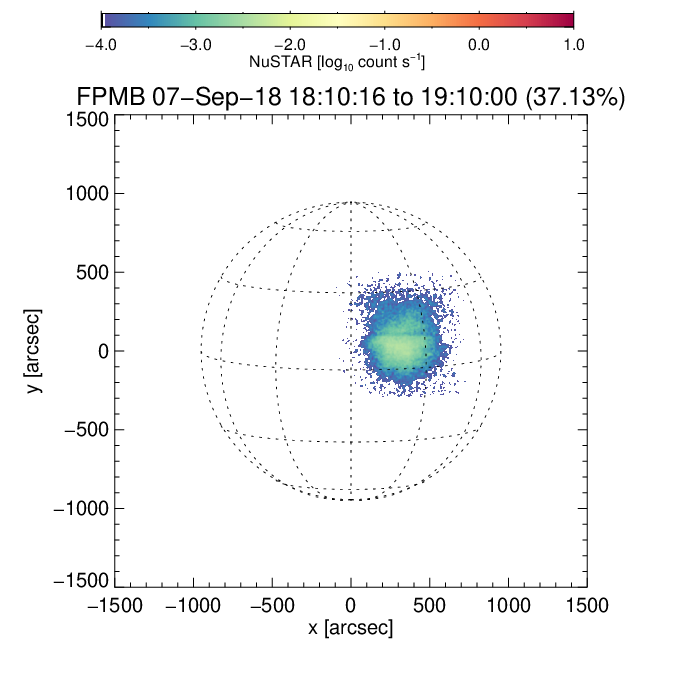 −4.0 −3.0 −2.0 −1.0 0.0 1.0
NuSTAR [log₁₀ count s⁻¹]
FPMB 07−Sep−18 18:10:16 to 19:10:00 (37.13%)
1500
1000
500
0
−500
−1000
−1500
y [arcsec]
−1500 −1000 −500 0 500 1000 1500
x [arcsec]